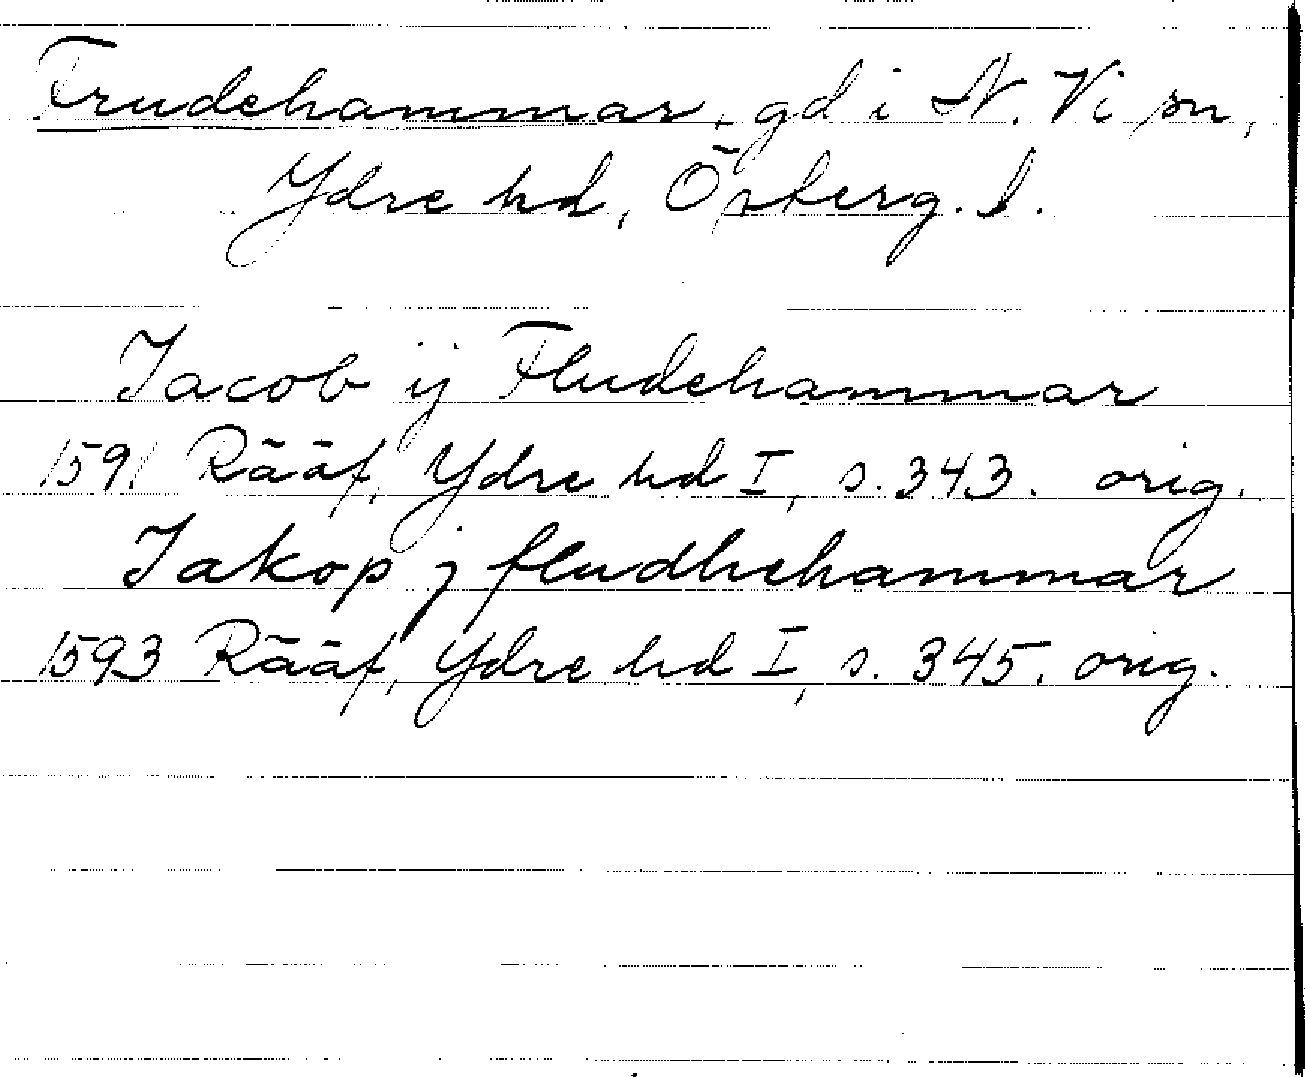 Frudehammar, gd i N. Vi sn,
Ydre hd, Österg. l.
Jacob ij Fludehammar
1591 Rääf, Ydre hd I, s. 343. orig.
Jakop j fludhehammar
1593 Rääf, Ydre hd I, s. 345. orig.